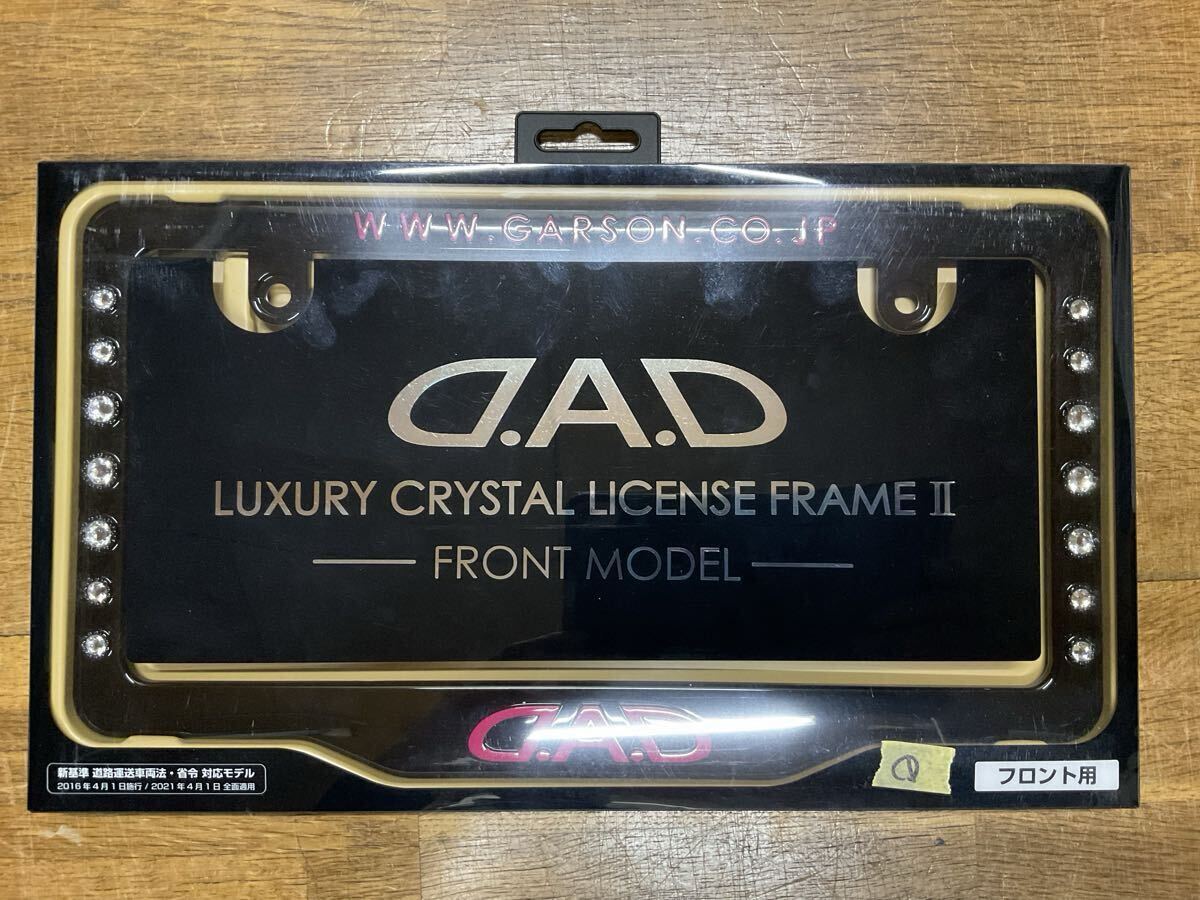 WWW.GARSON.CO.JP
D.A.D
LUXURY CRYSTAL LICENSE FRAME II
FRONT MODEL
D.A.D
新基準 道路運送車両法・省令 対応モデル
2016年4月1日施行 / 2021年4月1日 全面適用
フロント用